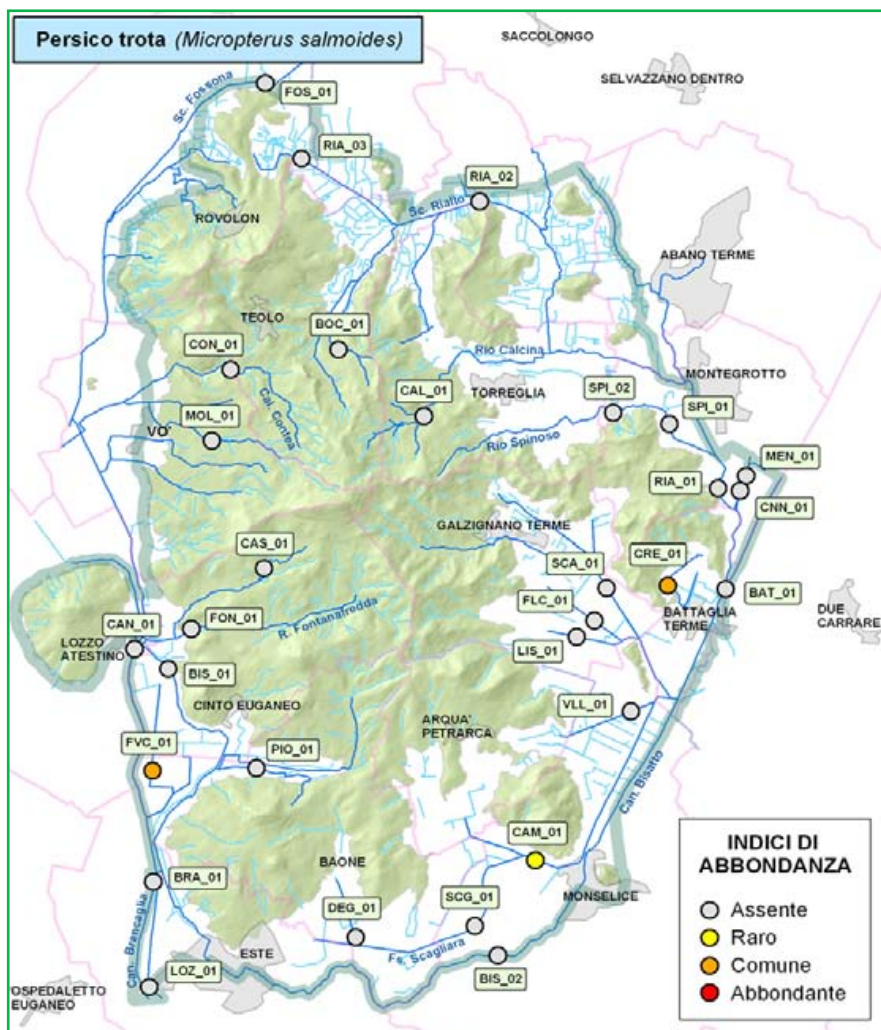 Persico trota (Micropterus salmoides)
SACCOLONGO
SELVAZZANO DENTRO
Sc. Fossona
FOS_01
RIA_03
RIA_02
Sc. Rialto
ROVOLON
ABANO TERME
TEOLO
BOC_01
CON_01
Rio Calcina
MONTEGROTTO
CAL_01
TORREGLIA
SPI_02
SPI_01
Cal. Contea
MOL_01
VO'
Rio Spinoso
MEN_01
RIA_01
CNN_01
GALZIGNANO TERME
CAS_01
SCA_01
CRE_01
BAT_01
FLC_01
BATTAGLIA
TERME
DUE
CARRARE
CAN_01
FON_01
R. Fontanafredda
LOZZO
ATESTINO
LIS_01
BIS_01
CINTO EUGANEO
ARQUA'
PETRARCA
VLL_01
FVC_01
PIO_01
Can. Bisatto
CAM_01
BAONE
MONSELICE
BRA_01
DEG_01
SCG_01
Can. Brancaglia
ESTE
Fs. Scagliara
LOZ_01
BIS_02
OSPEDALETTO
EUGANEO
INDICI DI
ABBONDANZA
Assente
Raro
Comune
Abbondante